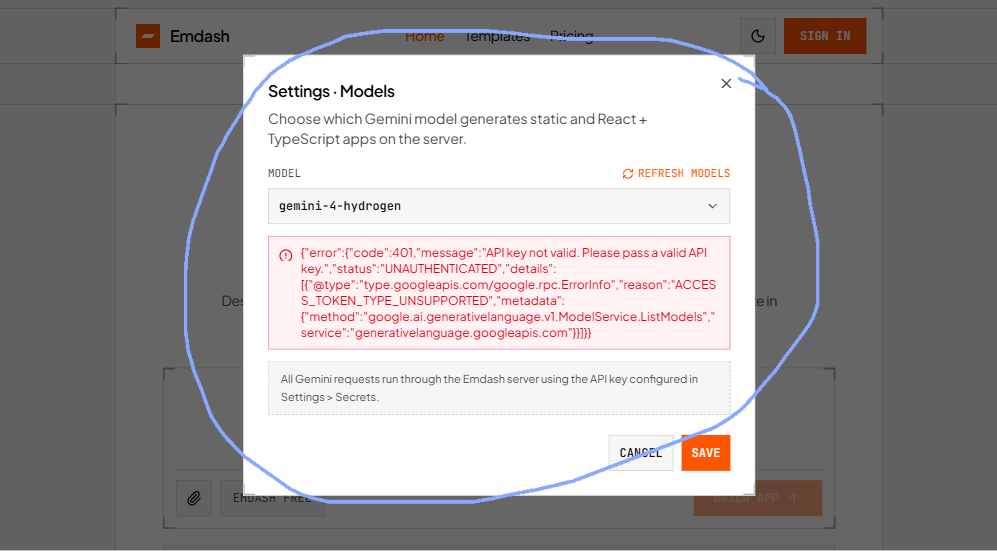 Emdash
Home Templates Pricing
SIGN IN
Settings · Models
Choose which Gemini model generates static and React +
TypeScript apps on the server.
MODEL
REFRESH MODELS
gemini-4-hydrogen
{"error":{"code":401,"message":"API key not valid. Please pass a valid API
key.","status":"UNAUTHENTICATED","details":
[{"@type":"type.googleapis.com/google.rpc.ErrorInfo","reason":"ACCES
S_TOKEN_TYPE_UNSUPPORTED","metadata":
{"method":"google.ai.generativelanguage.v1.ModelService.ListModels","
service":"generativelanguage.googleapis.com"}}]}}
All Gemini requests run through the Emdash server using the API key configured in
Settings > Secrets.
CANCEL
SAVE
EMDASH FREE
BUILD APP